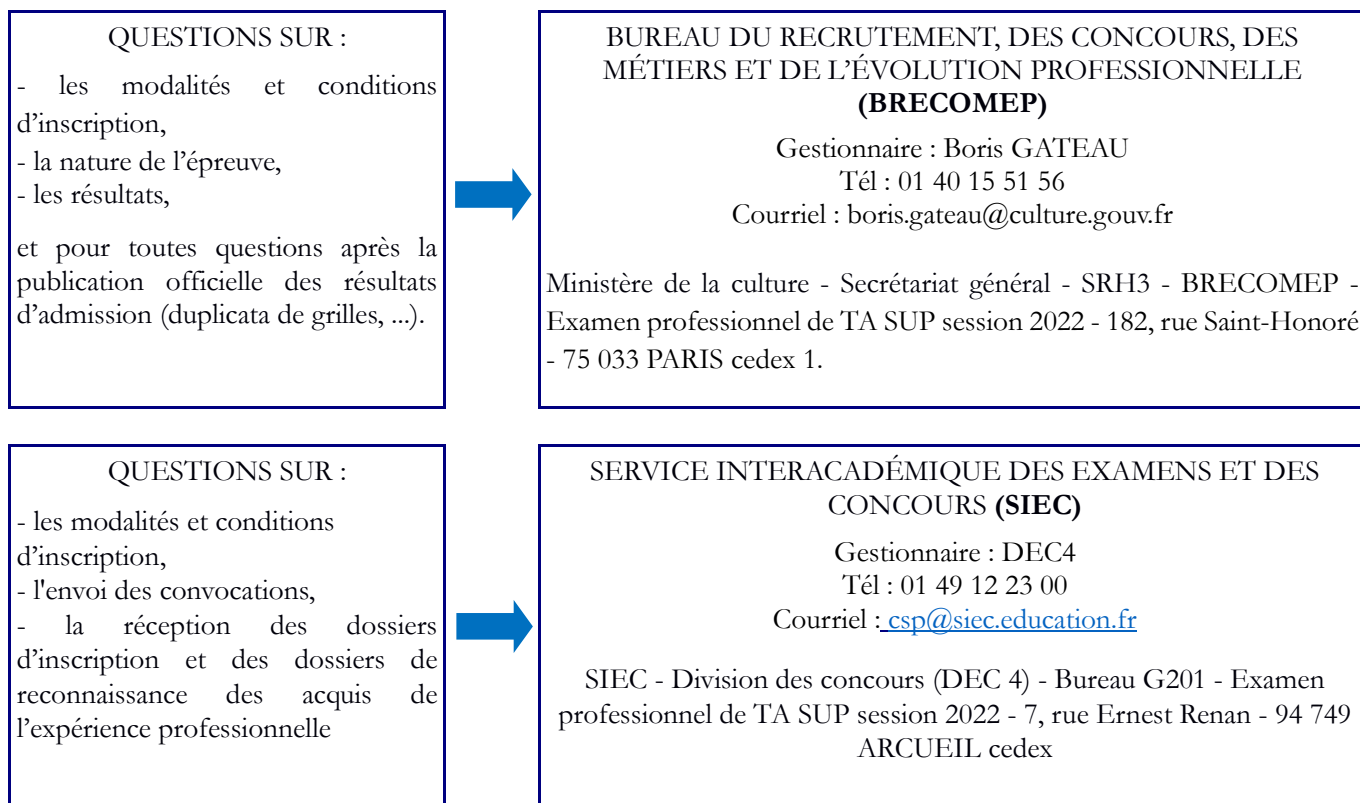 QUESTIONS SUR :
- les modalités et conditions
d’inscription,
- la nature de l’épreuve,
- les résultats,
et pour toutes questions après la
publication officielle des résultats
d’admission (duplicata de grilles, ...).
BUREAU DU RECRUTEMENT, DES CONCOURS, DES
MÉTIERS ET DE L’ÉVOLUTION PROFESSIONNELLE
(BRECOMEP)
Gestionnaire : Boris GATEAU
Tél : 01 40 15 51 56
Courriel : boris.gateau@culture.gouv.fr
Ministère de la culture - Secrétariat général - SRH3 - BRECOMEP -
Examen professionnel de TA SUP session 2022 - 182, rue Saint-Honoré
- 75 033 PARIS cedex 1.
QUESTIONS SUR :
- les modalités et conditions
d’inscription,
- l'envoi des convocations,
- la réception des dossiers
d’inscription et des dossiers de
reconnaissance des acquis de
l’expérience professionnelle
SERVICE INTERACADÉMIQUE DES EXAMENS ET DES
CONCOURS (SIEC)
Gestionnaire : DEC4
Tél : 01 49 12 23 00
Courriel : csp@siec.education.fr
SIEC - Division des concours (DEC 4) - Bureau G201 - Examen
professionnel de TA SUP session 2022 - 7, rue Ernest Renan - 94 749
ARCUEIL cedex